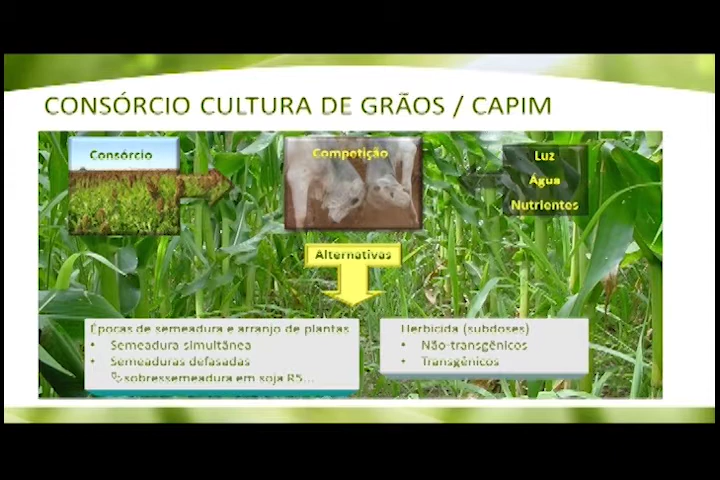 CONSÓRCIO CULTURA DE GRÃOS / CAPIM
Consórcio
Competição
Luz
Água
Nutrientes
Alternativas
Épocas de semeadura e arranjo de plantas
• Semeadura simultânea
• Semeaduras defasadas
sobressemeadura em soja R5...
Herbicida (subdoses)
• Não-transgênicos
• Transgênicos